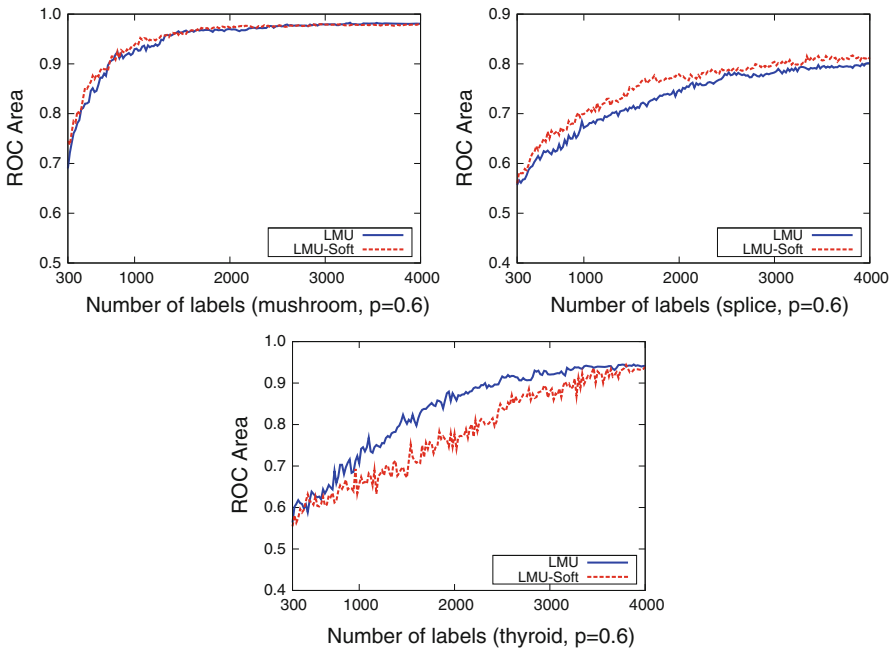 1.0
0.9
0.8
0.7
0.6
0.5
ROC Area
LMU
LMU-Soft
300 1000 2000 3000 4000
Number of labels (mushroom, p=0.6)
0.9
0.8
0.7
0.6
0.5
0.4
ROC Area
LMU
LMU-Soft
300 1000 2000 3000 4000
Number of labels (splice, p=0.6)
1.0
0.9
0.8
0.7
0.6
0.5
0.4
ROC Area
LMU
LMU-Soft
300 1000 2000 3000 4000
Number of labels (thyroid, p=0.6)